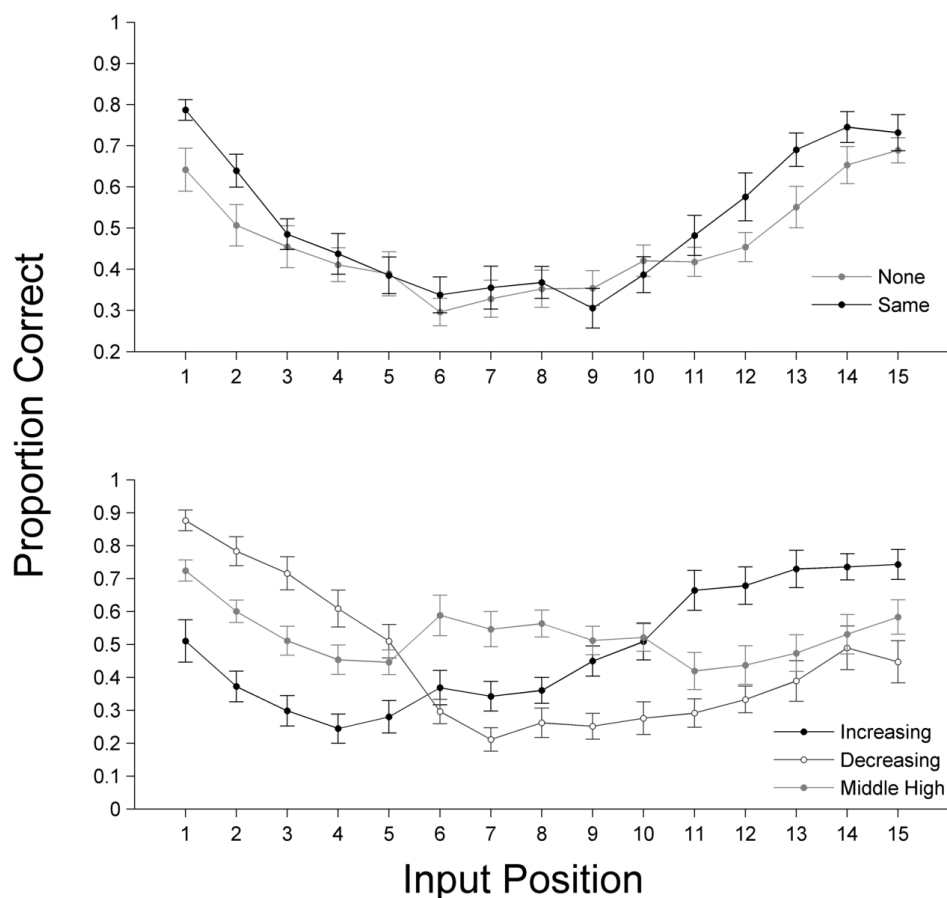 Proportion Correct
1
0.9
0.8
0.7
0.6
0.5
0.4
0.3
0.2
1 2 3 4 5 6 7 8 9 10 11 12 13 14 15
None
Same
1
0.9
0.8
0.7
0.6
0.5
0.4
0.3
0.2
0.1
0
1 2 3 4 5 6 7 8 9 10 11 12 13 14 15
Increasing
Decreasing
Middle High
Input Position